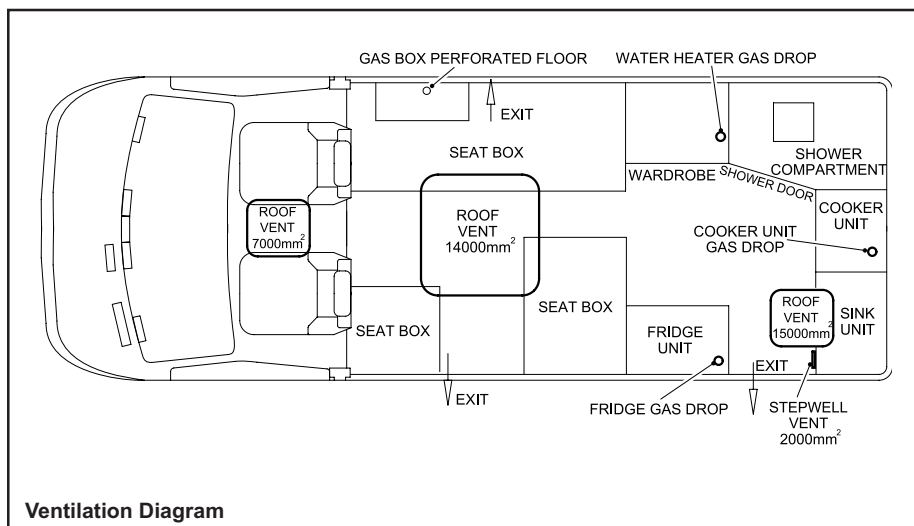 GAS BOX PERFORATED FLOOR
WATER HEATER GAS DROP
EXIT
SEAT BOX
WARDROBE
SHOWER DOOR
SHOWER
COMPARTMENT
ROOF
VENT
7000mm²
ROOF
VENT
14000mm²
COOKER
UNIT
COOKER UNIT
GAS DROP
SEAT BOX
SEAT BOX
FRIDGE
UNIT
ROOF
VENT
15000mm²
SINK
UNIT
EXIT
EXIT
FRIDGE GAS DROP
STEPWELL
VENT
2000mm²
Ventilation Diagram